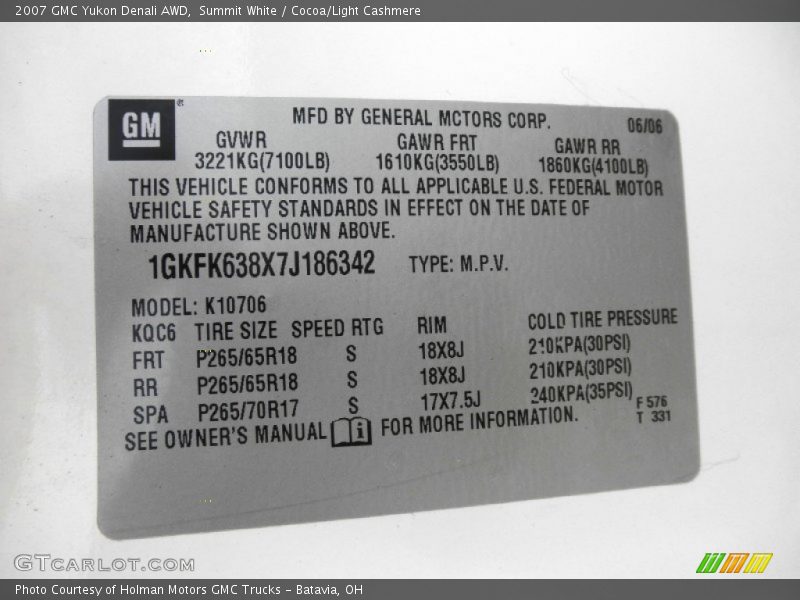 2007 GMC Yukon Denali AWD,  Summit White / Cocoa/Light Cashmere
GM®
MFD BY GENERAL MOTORS CORP.
06/06
GVWR GAWR FRT GAWR RR
3221KG(7100LB) 1610KG(3550LB) 1860KG(4100LB)
THIS VEHICLE CONFORMS TO ALL APPLICABLE U.S. FEDERAL MOTOR
VEHICLE SAFETY STANDARDS IN EFFECT ON THE DATE OF
MANUFACTURE SHOWN ABOVE.
1GKFK638X7J186342 TYPE: M.P.V.
MODEL: K10706
KQC6 TIRE SIZE SPEED RTG RIM COLD TIRE PRESSURE
FRT P265/65R18 S 18X8J 210KPA(30PSI)
RR P265/65R18 S 18X8J 210KPA(30PSI)
SPA P265/70R17 S 17X7.5J 240KPA(35PSI)
F 576
T 331
SEE OWNER'S MANUAL i FOR MORE INFORMATION.
GTCARLOT.COM
Photo Courtesy of Holman Motors GMC Trucks - Batavia, OH